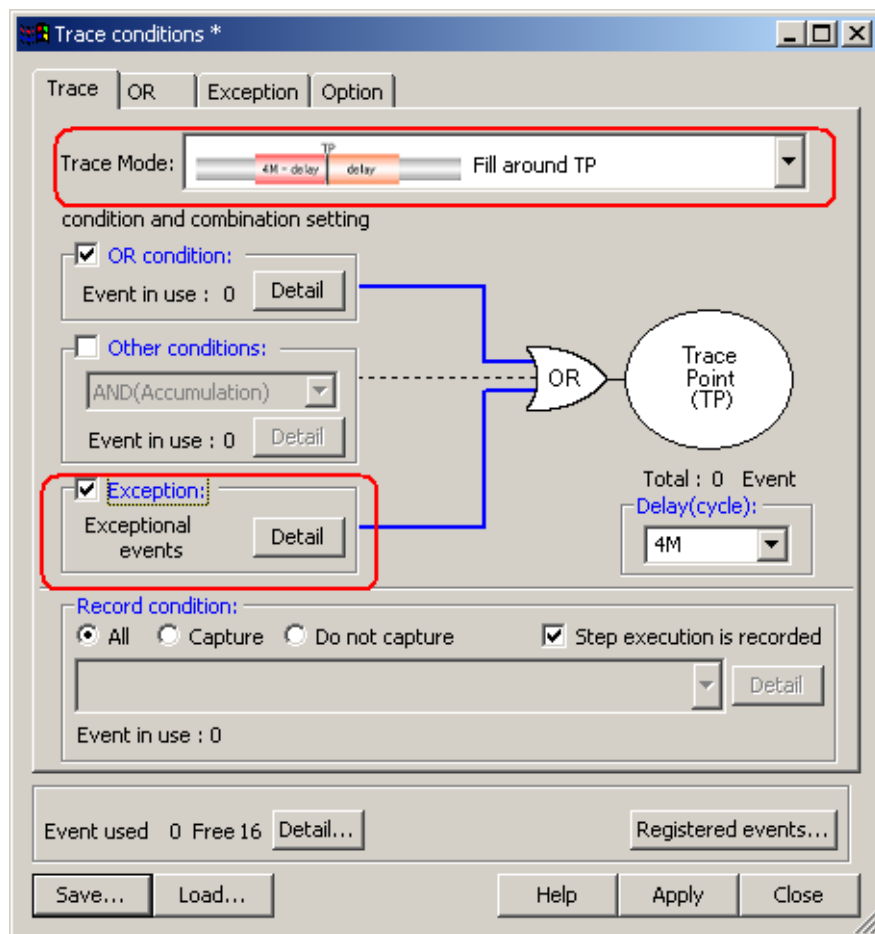 Trace conditions *
Trace OR Exception Option
Trace Mode: 4M - delay TP delay Fill around TP
condition and combination setting
OR condition:
Event in use : 0 Detail
Other conditions:
AND(Accumulation)
Event in use : 0 Detail
Exception:
Exceptional
events
Detail
OR
Trace
Point
(TP)
Total : 0 Event
Delay(cycle):
4M
Record condition:
All Capture Do not capture Step execution is recorded
Detail
Event in use : 0
Event used 0 Free 16 Detail... Registered events...
Save... Load... Help Apply Close